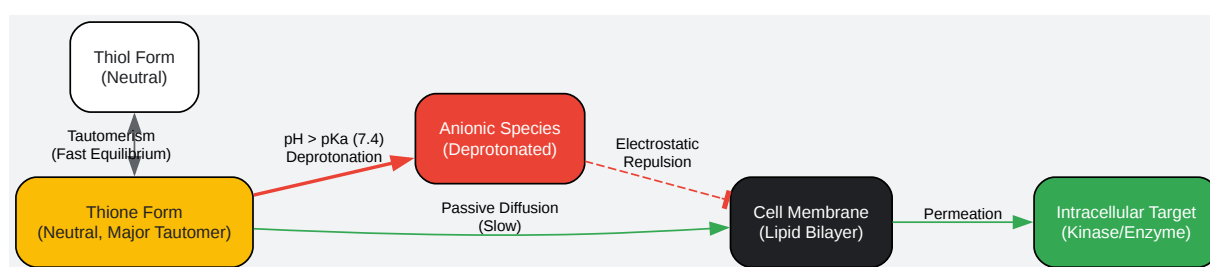 Thiol Form
(Neutral)
Tautomerism
(Fast Equilibrium)
Thione Form
(Neutral, Major Tautomer)
pH > pKa (7.4)
Deprotonation
Anionic Species
(Deprotonated)
Electrostatic
Repulsion
Passive Diffusion
(Slow)
Cell Membrane
(Lipid Bilayer)
Permeation
Intracellular Target
(Kinase/Enzyme)